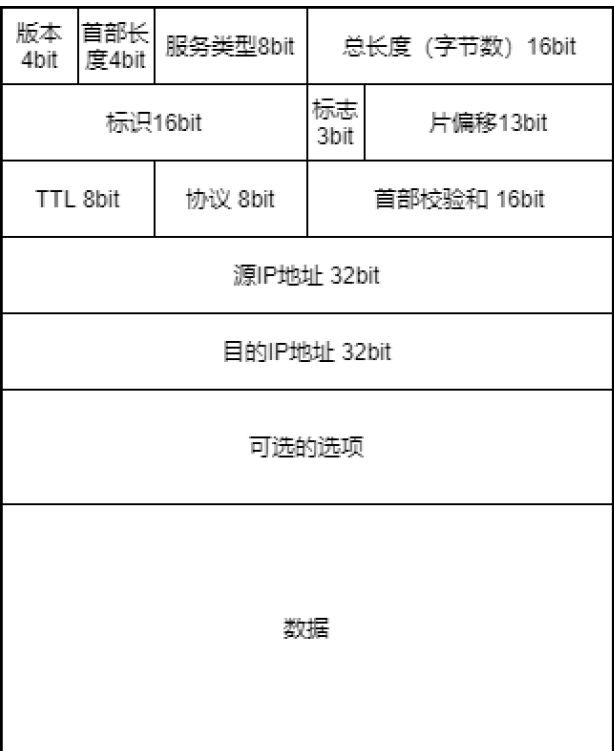 版本
4bit
首部长
度4bit
服务类型8bit
总长度（字节数）16bit
标识16bit
标志
3bit
片偏移13bit
TTL 8bit
协议 8bit
首部校验和 16bit
源IP地址 32bit
目的IP地址 32bit
可选的选项
数据